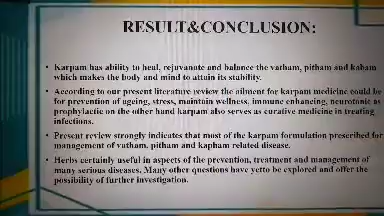 RESULT&CONCLUSION:
• Karpam has ability to heal, rejuvanate and balance the vatham, pitham and kabam
which makes the body and mind to attain its stability.
• According to our present literature review the ailment for karpam medicine could be
for prevention of ageing, stress, maintain wellness, immune enhancing, neurotonic as
prophylactic on the other hand karpam also serves as curative medicine in treating
infections.
• Present review strongly indicates that most of the karpam formulation prescribed for
management of vatham, pitham and kapham related disease.
• Herbs certainly useful in aspects of the prevention, treatment and management of
many serious diseases. Many other questions have yetto be explored and offer the
possibility of further investigation.